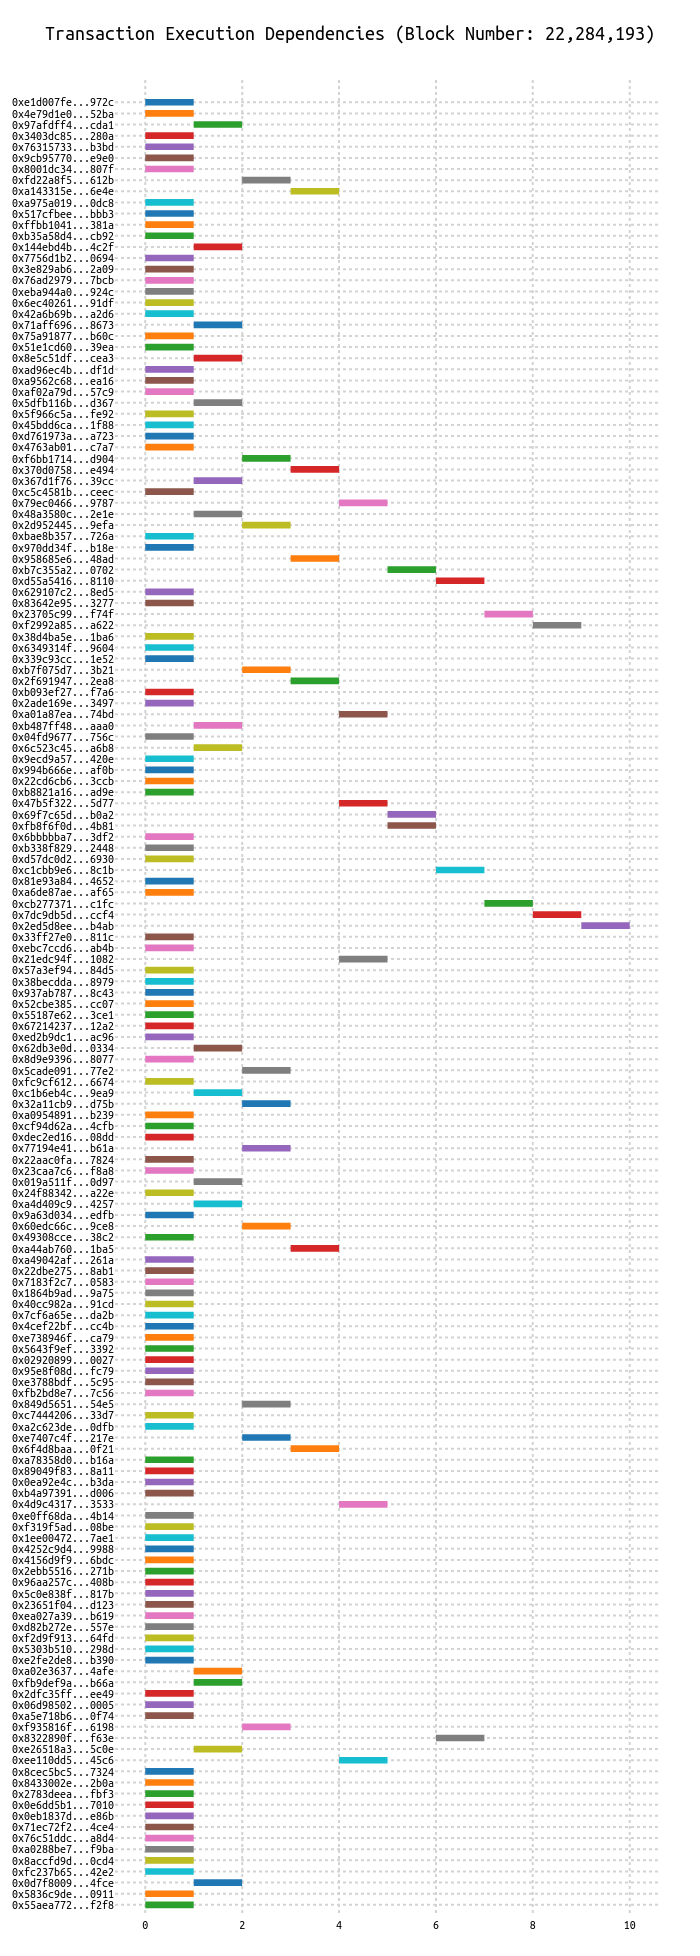 Transaction Execution Dependencies (Block Number: 22,284,193)
0xe1d007fe...972c
0x4e79d1e0...52ba
0x97afdff4...cda1
0x3403dc85...280a
0x76315733...b3bd
0x9cb95770...e9e0
0x8001dc34...807f
0xfd22a8f5...612b
0xa143315e...6e4e
0xa975a019...0dc8
0x517cfbee...bbb3
0xffbb1041...381a
0xb35a58d4...cb92
0x144ebd4b...4c2f
0x7756d1b2...0694
0x3e829ab6...2a09
0x76ad2979...7bcb
0xeba944a0...924c
0x6ec40261...91df
0x42a6b69b...a2d6
0x71aff696...8673
0x75a91877...b60c
0x51e1cd60...39ea
0x8e5c51df...cea3
0xad96ec4b...df1d
0xa9562c68...ea16
0xaf02a79d...57c9
0x5dfb116b...d367
0x5f966c5a...fe92
0x45bdd6ca...1f88
0xd761973a...a723
0x4763ab01...c7a7
0xf6bb1714...d904
0x370d0758...e494
0x367d1f76...39cc
0xc5c4581b...ceec
0x79ec0466...9787
0x48a3580c...2e1e
0x2d952445...9efa
0xbae8b357...726a
0x970dd34f...b18e
0x958685e6...48ad
0xb7c355a2...0702
0xd55a5416...8110
0x629107c2...8ed5
0x83642e95...3277
0x23705c99...f74f
0xf2992a85...a622
0x38d4ba5e...1ba6
0x6349314f...9604
0x339c93cc...1e52
0xb7f075d7...3b21
0x2f691947...2ea8
0xb093ef27...f7a6
0x2ade169e...3497
0xa01a87ea...74bd
0xb487ff48...aaa0
0x04fd9677...756c
0x6c523c45...a6b8
0x9ecd9a57...420e
0x994b666e...af0b
0x22cd6cb6...3ccb
0xb8821a16...ad9e
0x47b5f322...5d77
0x69f7c65d...b0a2
0xfb8f6f0d...4b81
0x6bbbbba7...3df2
0xb338f829...2448
0xd57dc0d2...6930
0xc1cbb9e6...8c1b
0x81e93a84...4652
0xa6de87ae...af65
0xcb277371...c1fc
0x7dc9db5d...ccf4
0x2ed5d8ee...b4ab
0x33ff27e0...811c
0xebc7ccd6...ab4b
0x21edc94f...1082
0x57a3ef94...84d5
0x38becdda...8979
0x937ab787...8c43
0x52cbe385...cc07
0x55187e62...3ce1
0x67214237...12a2
0xed2b9dc1...ac96
0x62db3e0d...0334
0x8d9e9396...8077
0x5cade091...77e2
0xfc9cf612...6674
0xc1b6eb4c...9ea9
0x32a11cb9...d75b
0xa0954891...b239
0xcf94d62a...4cfb
0xdec2ed16...08dd
0x77194e41...b61a
0x22aac0fa...7824
0x23caa7c6...f8a8
0x019a511f...0d97
0x24f88342...a22e
0xa4d409c9...4257
0x9a63d034...edfb
0x60edc66c...9ce8
0x49308cce...38c2
0xa44ab760...1ba5
0xa49042af...261a
0x22dbe275...8ab1
0x7183f2c7...0583
0x1864b9ad...9a75
0x40cc982a...91cd
0x7cf6a65e...da2b
0x4cef22bf...cc4b
0xe738946f...ca79
0x5643f9ef...3392
0x02920899...0027
0x95e8f08d...fc79
0xe3788bdf...5c95
0xfb2bd8e7...7c56
0x849d5651...54e5
0xc7444206...33d7
0xa2c623de...0dfb
0xe7407c4f...217e
0x6f4d8baa...0f21
0xa78358d0...b16a
0x89049f83...8a11
0x0ea92e4c...b3da
0xb4a97391...d006
0x4d9c4317...3533
0xe0ff68da...4b14
0xf319f5ad...08be
0x1ee00472...7ae1
0x4252c9d4...9988
0x4156d9f9...6bdc
0x2ebb5516...271b
0x96aa257c...408b
0x5c0e838f...817b
0x23651f04...d123
0xea027a39...b619
0xd82b272e...557e
0xf2d9f913...64fd
0x5303b510...298d
0xe2fe2de8...b390
0xa02e3637...4afe
0xfb9def9a...b66a
0x2dfc35ff...ee49
0x06d98502...0005
0xa5e718b6...0f74
0xf935816f...6198
0x8322890f...f63e
0xe26518a3...5c0e
0xee110dd5...45c6
0x8cec5bc5...7324
0x8433002e...2b0a
0x2783deea...fbf3
0x0e6dd5b1...7010
0x0eb1837d...e86b
0x71ec72f2...4ce4
0x76c51ddc...a8d4
0xa0288be7...f9ba
0x8accfd9d...0cd4
0xfc237b65...42e2
0x0d7f8009...4fce
0x5836c9de...0911
0x55aea772...f2f8
0 2 4 6 8 10